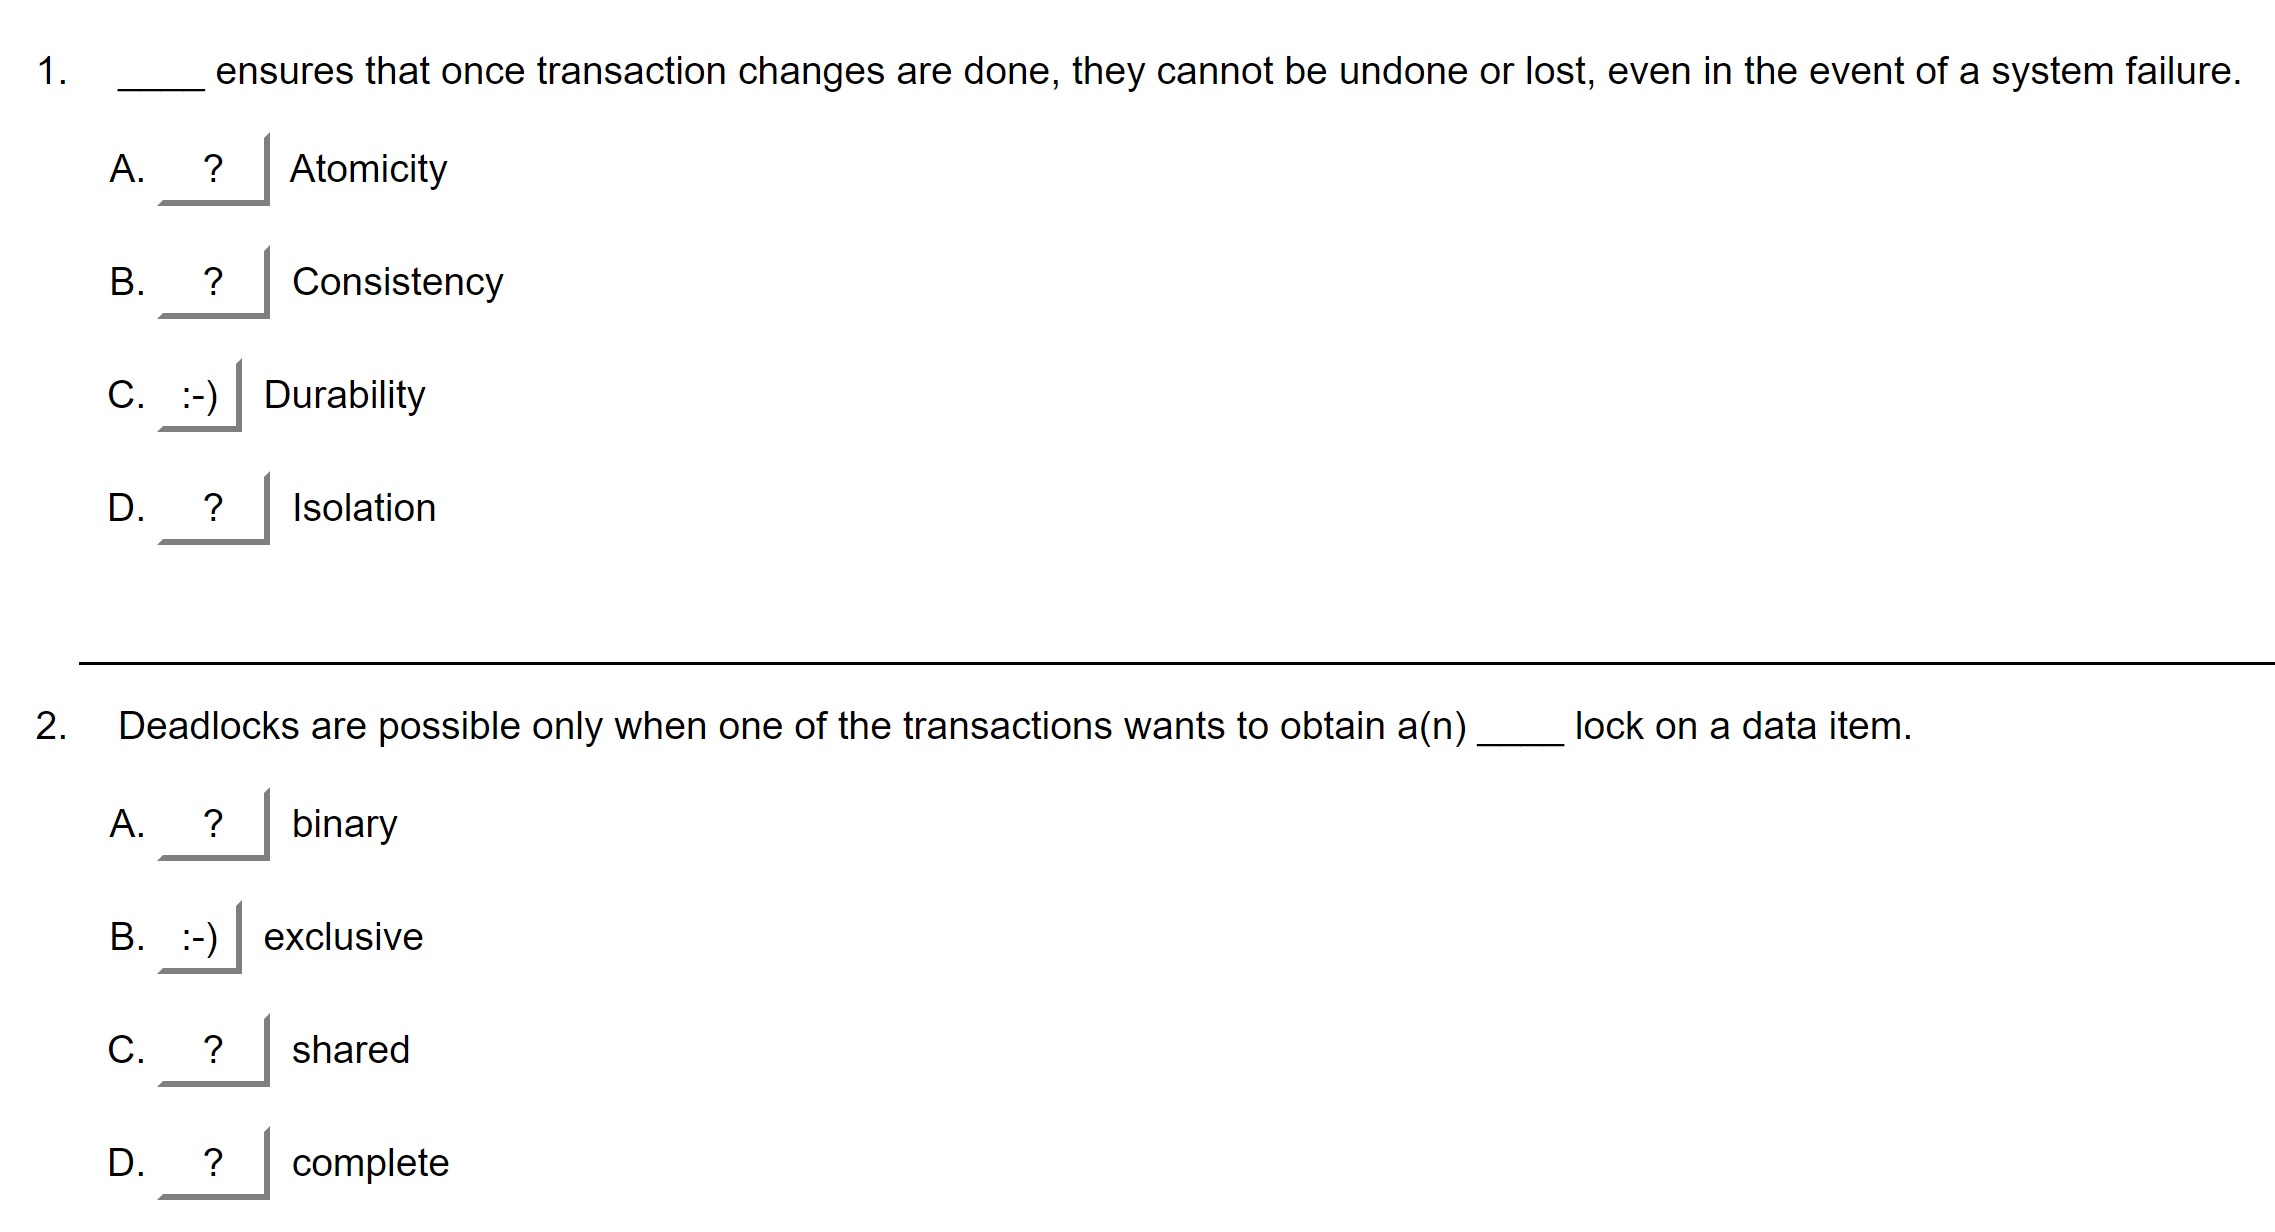 1. ____ ensures that once transaction changes are done, they cannot be undone or lost, even in the event of a system failure.
A. ? Atomicity
B. ? Consistency
C. :-) Durability
D. ? Isolation
2. Deadlocks are possible only when one of the transactions wants to obtain a(n) ____ lock on a data item.
A. ? binary
B. :-) exclusive
C. ? shared
D. ? complete